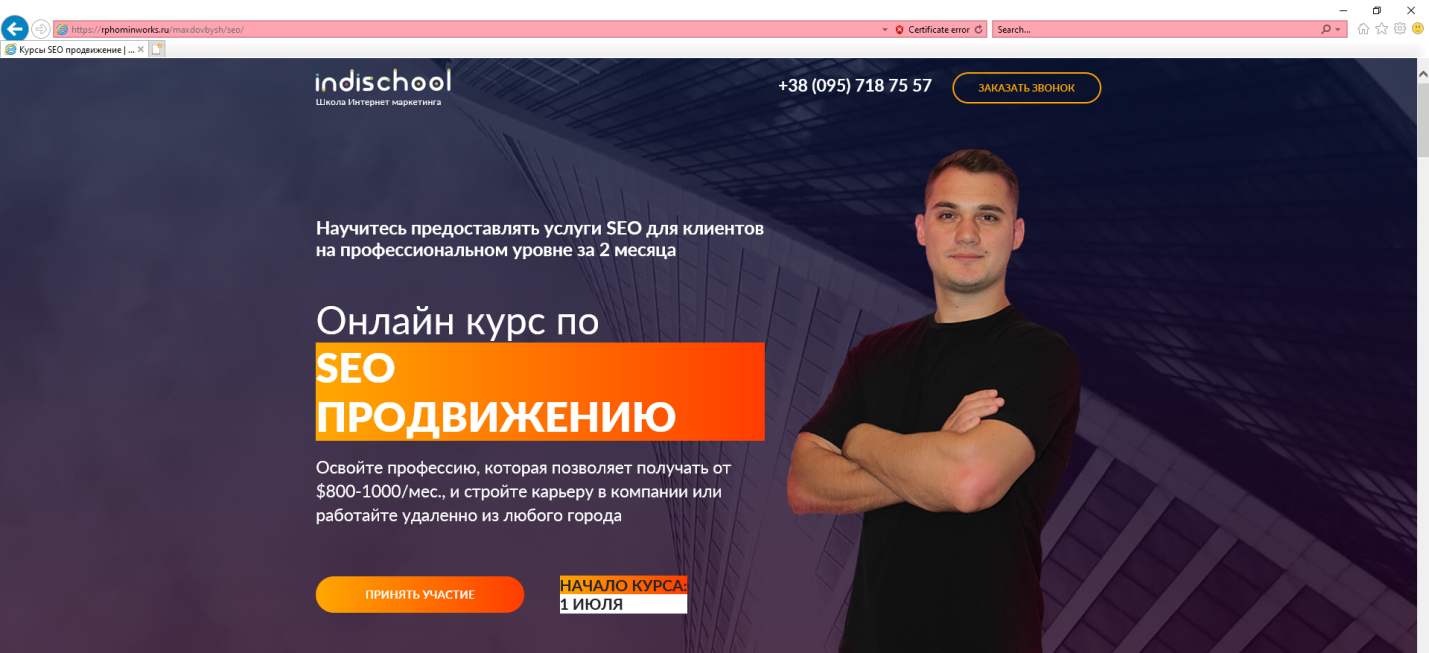 https://rphominworks.ru/maxdovbysh/seo/
Certificate error
Search...
Курсы SEO продвижение | ...
indischool
Школа Интернет маркетинга
+38 (095) 718 75 57
ЗАКАЗАТЬ ЗВОНОК
Научитесь предоставлять услуги SEO для клиентов
на профессиональном уровне за 2 месяца
Онлайн курс по
SEO
ПРОДВИЖЕНИЮ
Освойте профессию, которая позволяет получать от
$800-1000/мес., и стройте карьеру в компании или
работайте удаленно из любого города
ПРИНЯТЬ УЧАСТИЕ
НАЧАЛО КУРСА:
1 ИЮЛЯ